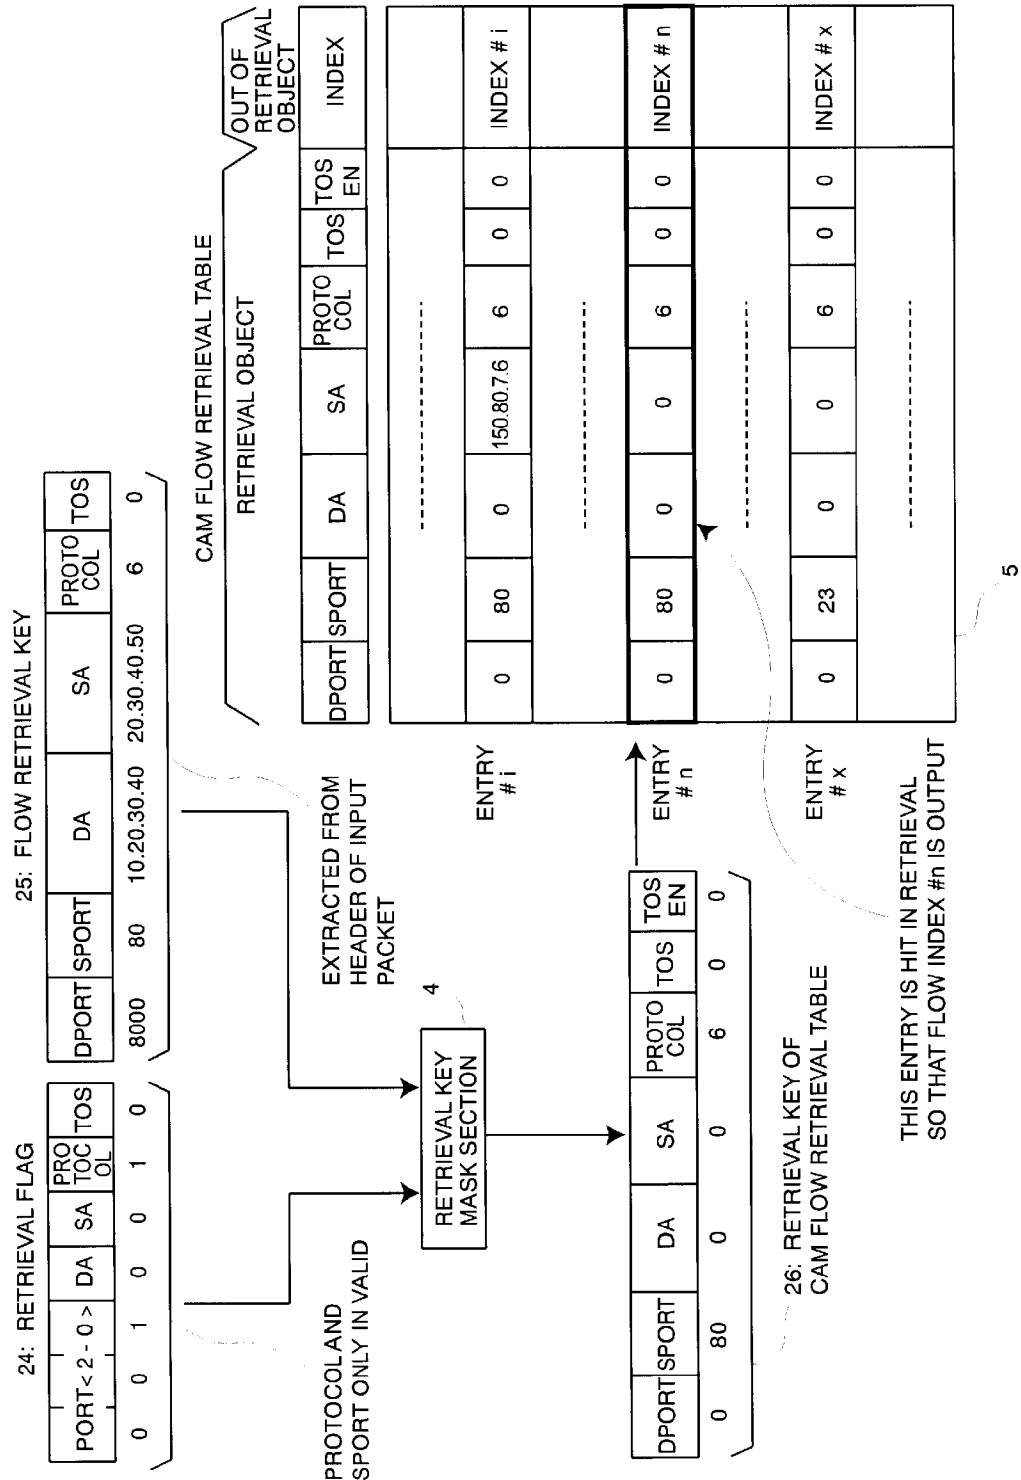 24: RETRIEVAL FLAG
PORT< 2 - 0 > DA SA PRO TOC OL TOS
0 0 1 0 0 1 0
PROTOCOL AND
SPORT ONLY IN VALID
25: FLOW RETRIEVAL KEY
DPORT SPORT DA SA PROTO COL TOS
8000 80 10.20.30.40 20.30.40.50 6 0
EXTRACTED FROM
HEADER OF INPUT
PACKET
RETRIEVAL KEY
MASK SECTION
4
DPORT SPORT DA SA PROTO COL TOS TOS EN
0 80 0 0 6 0 0
26: RETRIEVAL KEY OF
CAM FLOW RETRIEVAL TABLE
CAM FLOW RETRIEVAL TABLE
RETRIEVAL OBJECT
OUT OF
RETRIEVAL
OBJECT
DPORT SPORT DA SA PROTO COL TOS TOS EN INDEX
ENTRY
# i
0 80 0 150.80.7.6 6 0 0 INDEX # i
ENTRY
# n
0 80 0 0 6 0 0 INDEX # n
ENTRY
# x
0 23 0 0 6 0 0 INDEX # x
THIS ENTRY IS HIT IN RETRIEVAL
SO THAT FLOW INDEX #n IS OUTPUT
5